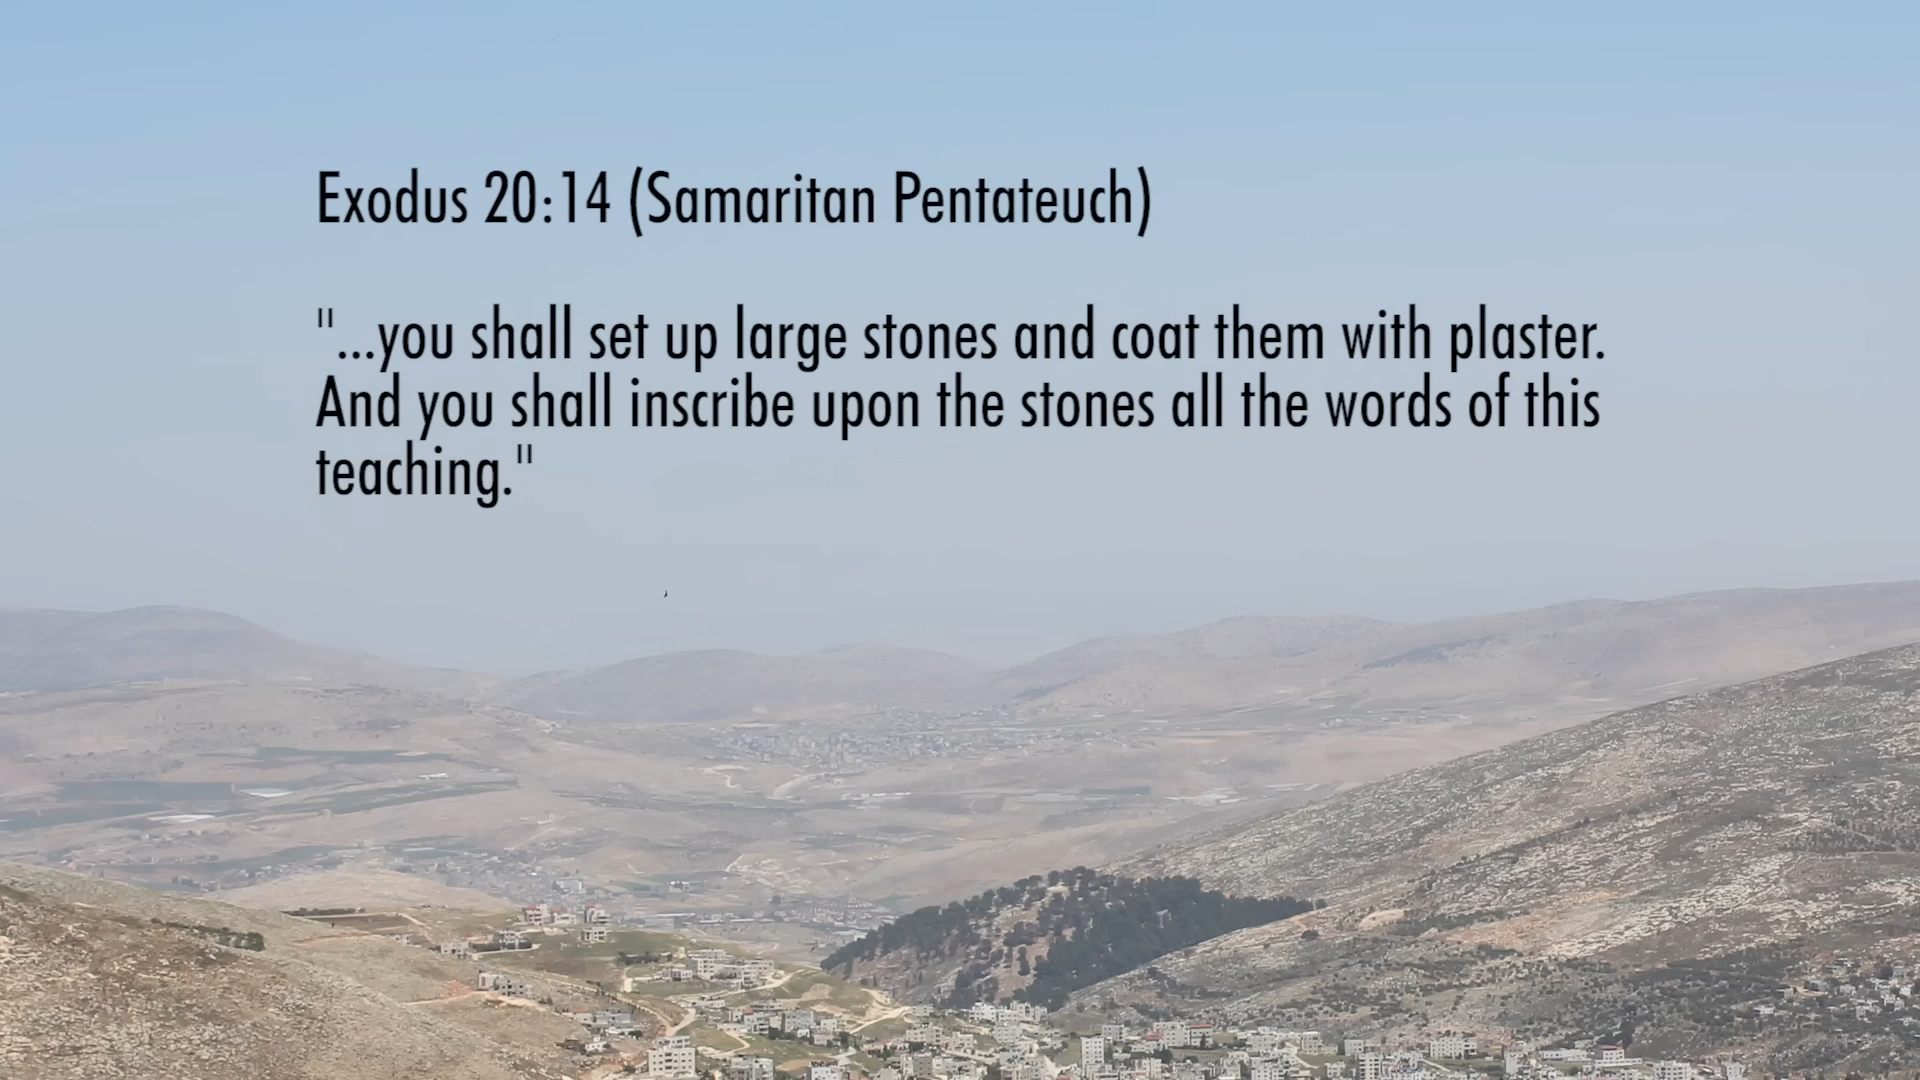 Exodus 20:14 (Samaritan Pentateuch)
"...you shall set up large stones and coat them with plaster.
And you shall inscribe upon the stones all the words of this
teaching."